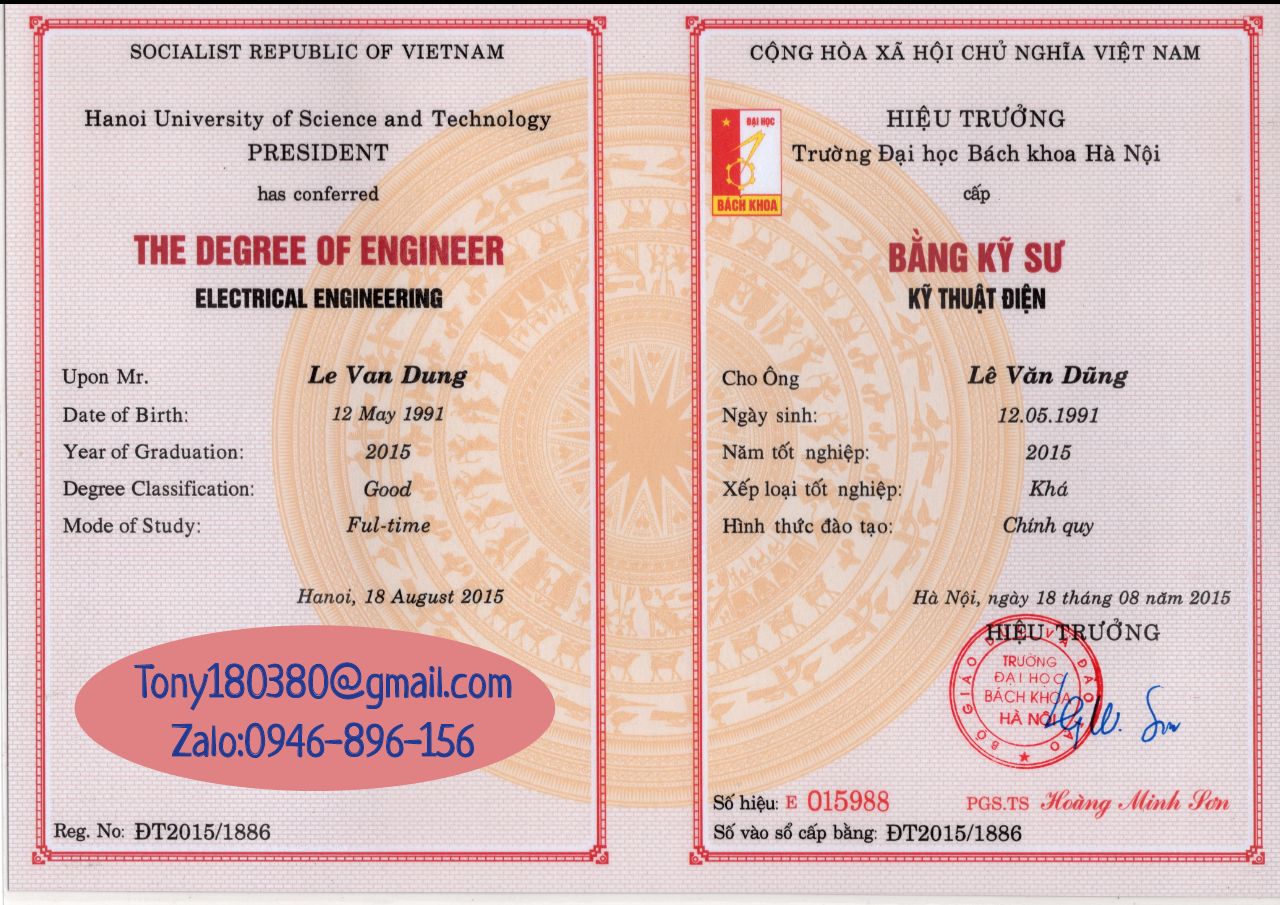 SOCIALIST REPUBLIC OF VIETNAM
Hanoi University of Science and Technology
PRESIDENT
has conferred
THE DEGREE OF ENGINEER
ELECTRICAL ENGINEERING
Upon Mr. Le Van Dung
Date of Birth: 12 May 1991
Year of Graduation: 2015
Degree Classification: Good
Mode of Study: Ful-time
Hanoi, 18 August 2015
Tony180380@gmail.com
Zalo:0946-896-156
Reg. No: ĐT2015/1886
CỘNG HÒA XÃ HỘI CHỦ NGHĨA VIỆT NAM
ĐẠI HỌC
BÁCH KHOA
HIỆU TRƯỞNG
Trường Đại học Bách khoa Hà Nội
cấp
BẰNG KỸ SƯ
KỸ THUẬT ĐIỆN
Cho Ông Lê Văn Dũng
Ngày sinh: 12.05.1991
Năm tốt nghiệp: 2015
Xếp loại tốt nghiệp: Khá
Hình thức đào tạo: Chính quy
Hà Nội, ngày 18 tháng 08 năm 2015
HIỆU TRƯỞNG
BỘ GIÁO DỤC VÀ ĐÀO TẠO
TRƯỜNG
ĐẠI HỌC
BÁCH KHOA
HÀ NỘI
Số hiệu: E 015988
PGS.TS Hoàng Minh Sơn
Số vào sổ cấp bằng: ĐT2015/1886